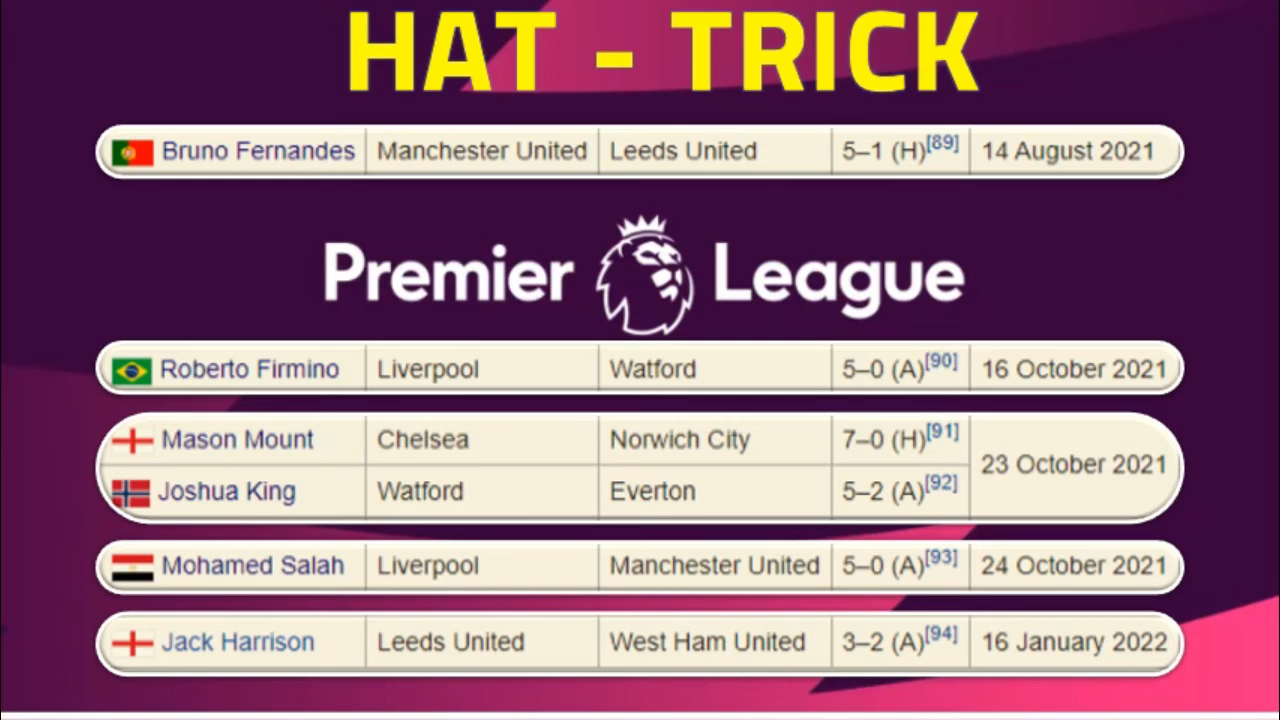 HAT - TRICK
Bruno Fernandes Manchester United Leeds United 5–1 (H)[89] 14 August 2021
Premier League
Roberto Firmino Liverpool Watford 5–0 (A)[90] 16 October 2021
Mason Mount Chelsea Norwich City 7–0 (H)[91] 23 October 2021
Joshua King Watford Everton 5–2 (A)[92]
Mohamed Salah Liverpool Manchester United 5–0 (A)[93] 24 October 2021
Jack Harrison Leeds United West Ham United 3–2 (A)[94] 16 January 2022